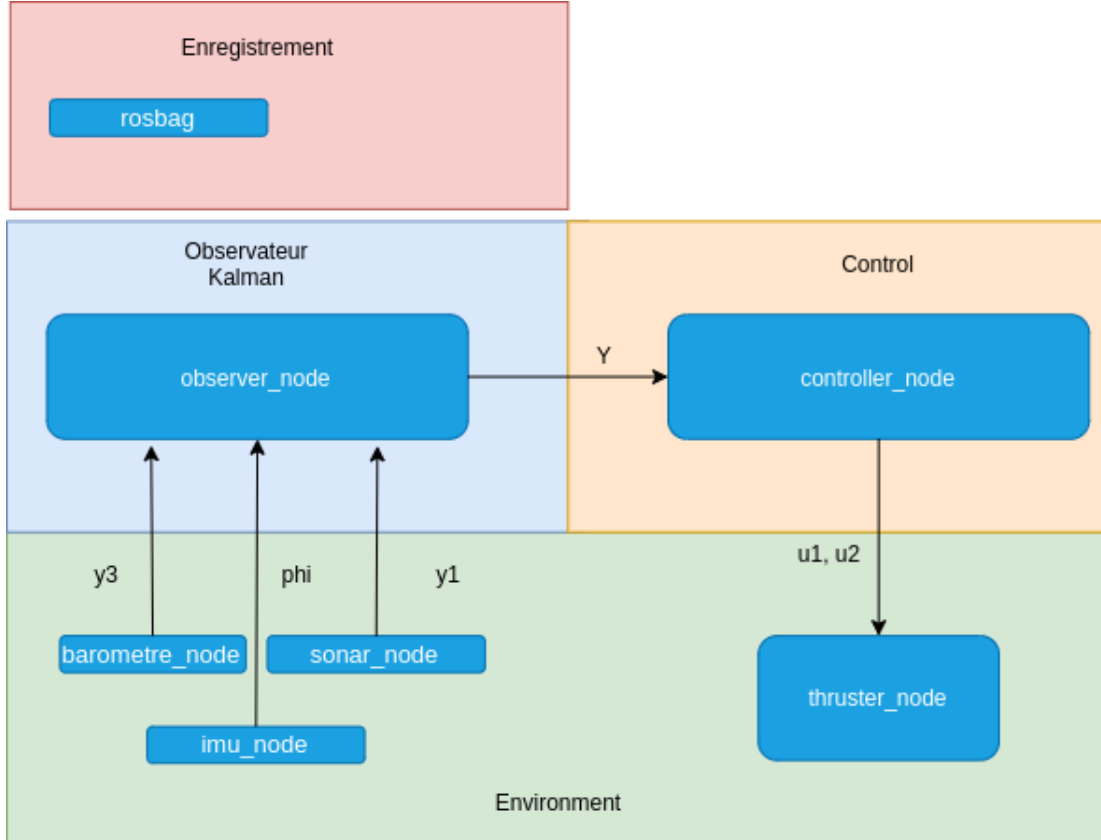 Enregistrement
rosbag
Observateur
Kalman
Control
observer_node
Y
controller_node
y3
phi
y1
u1, u2
barometre_node
sonar_node
thruster_node
imu_node
Environment